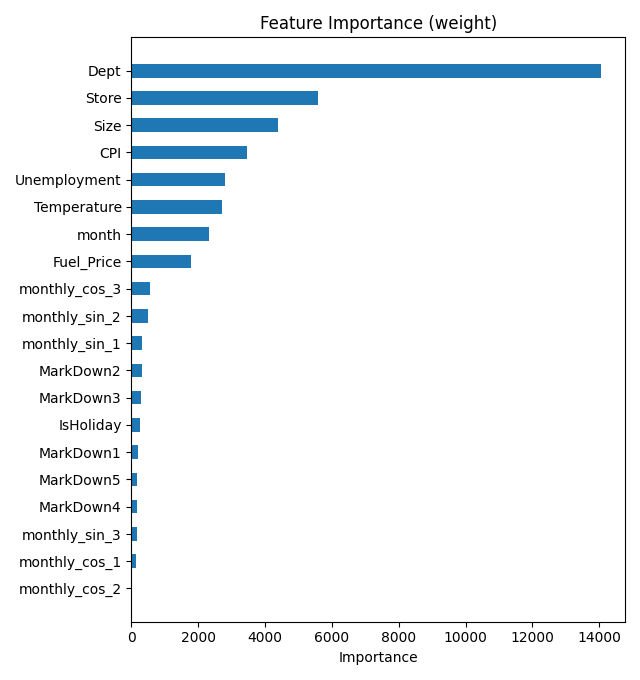 Feature Importance (weight)
Dept
Store
Size
CPI
Unemployment
Temperature
month
Fuel_Price
monthly_cos_3
monthly_sin_2
monthly_sin_1
MarkDown2
MarkDown3
IsHoliday
MarkDown1
MarkDown5
MarkDown4
monthly_sin_3
monthly_cos_1
monthly_cos_2
0 2000 4000 6000 8000 10000 12000 14000
Importance